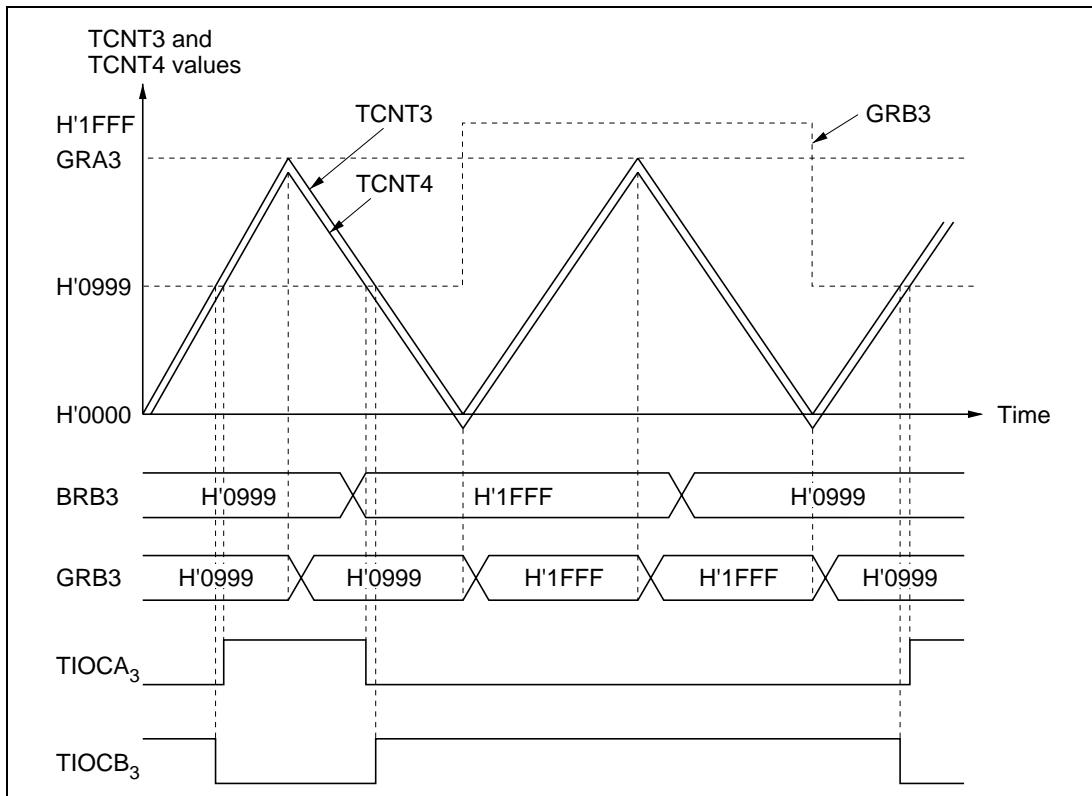 TCNT3 and
TCNT4 values
H'1FFF
TCNT3
GRB3
GRA3
TCNT4
H'0999
H'0000
Time
BRB3
H'0999
H'1FFF
H'0999
GRB3
H'0999
H'0999
H'1FFF
H'1FFF
H'0999
TIOCA3
TIOCB3